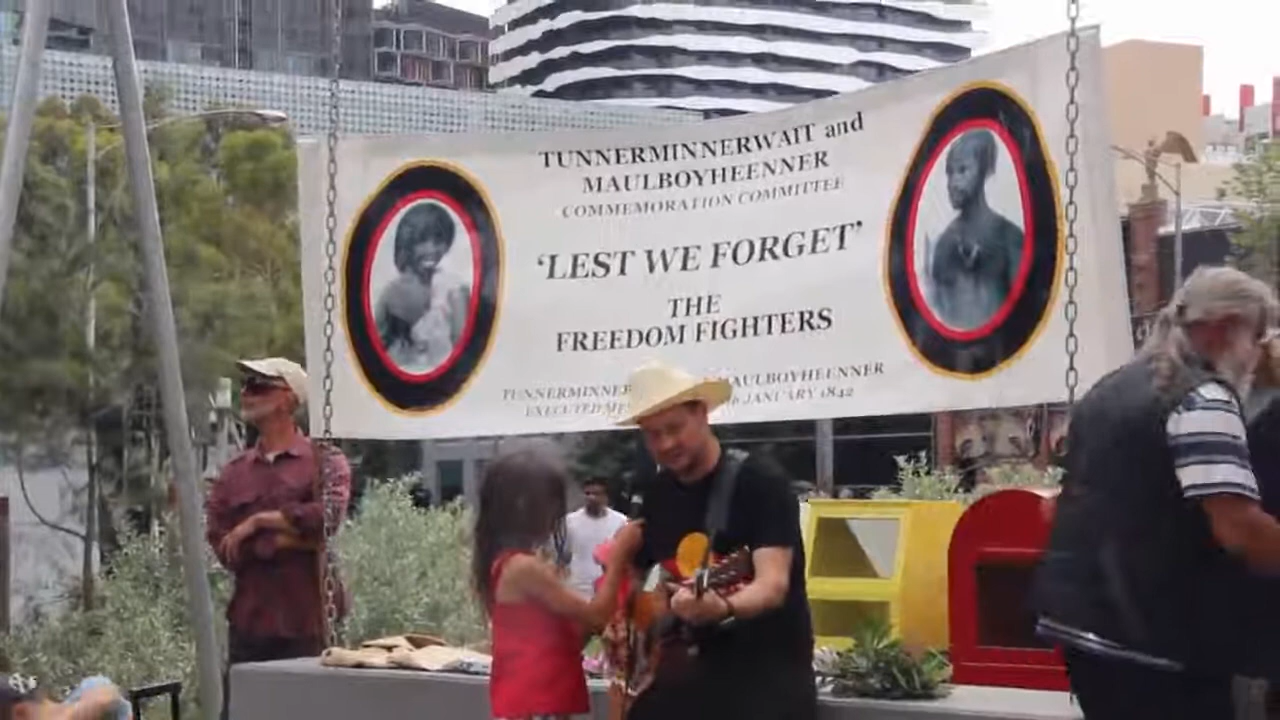 TUNNERMINNERWAIT and
MAULBOYHEENNER
COMMEMORATION COMMITTEE
‘LEST WE FORGET’
THE
FREEDOM FIGHTERS
MAULBOYHEENNER
JANUARY 1842